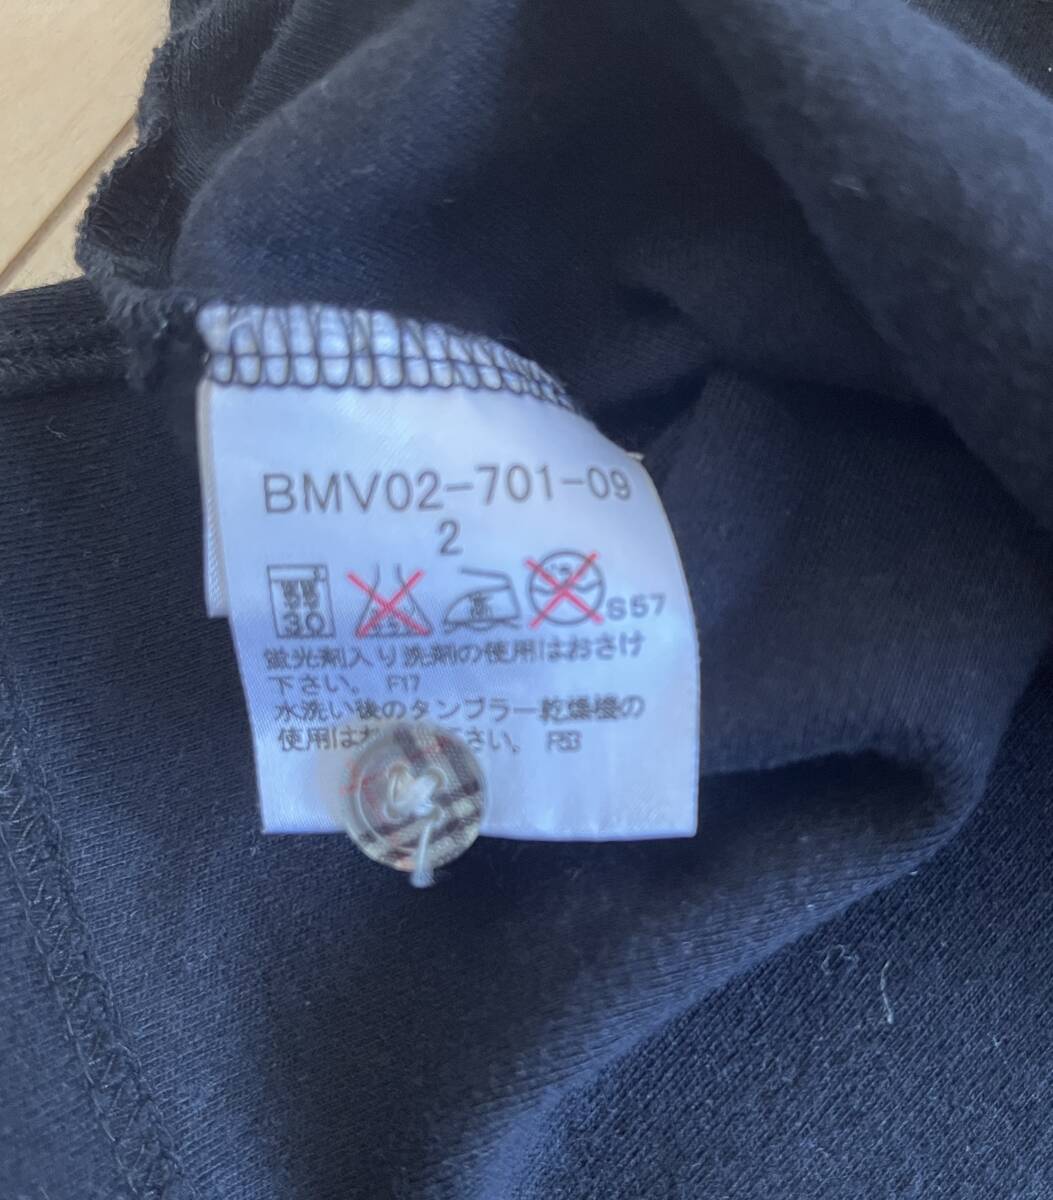 BMV02-701-09
2
30
高
S57
蛍光剤入り洗剤の使用はおさけ
下さい。 F17
水洗い後のタンブラー乾燥機の
使用はお 下さい。 F53